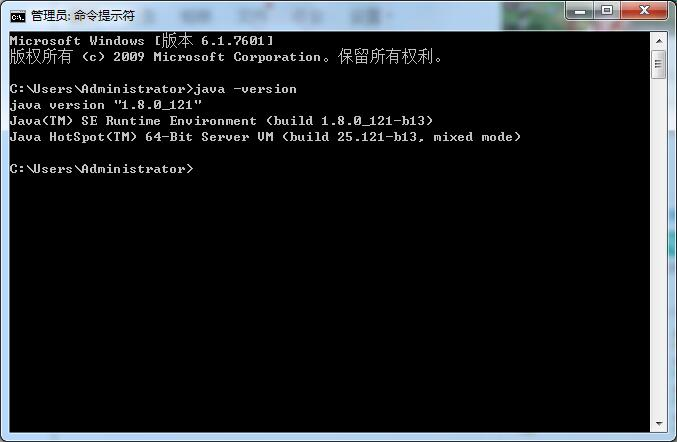 管理员: 命令提示符
Microsoft Windows [版本 6.1.7601]
版权所有 (c) 2009 Microsoft Corporation。保留所有权利。
C:\Users\Administrator>java -version
java version "1.8.0_121"
Java(TM) SE Runtime Environment (build 1.8.0_121-b13)
Java HotSpot(TM) 64-Bit Server VM (build 25.121-b13, mixed mode)
C:\Users\Administrator>